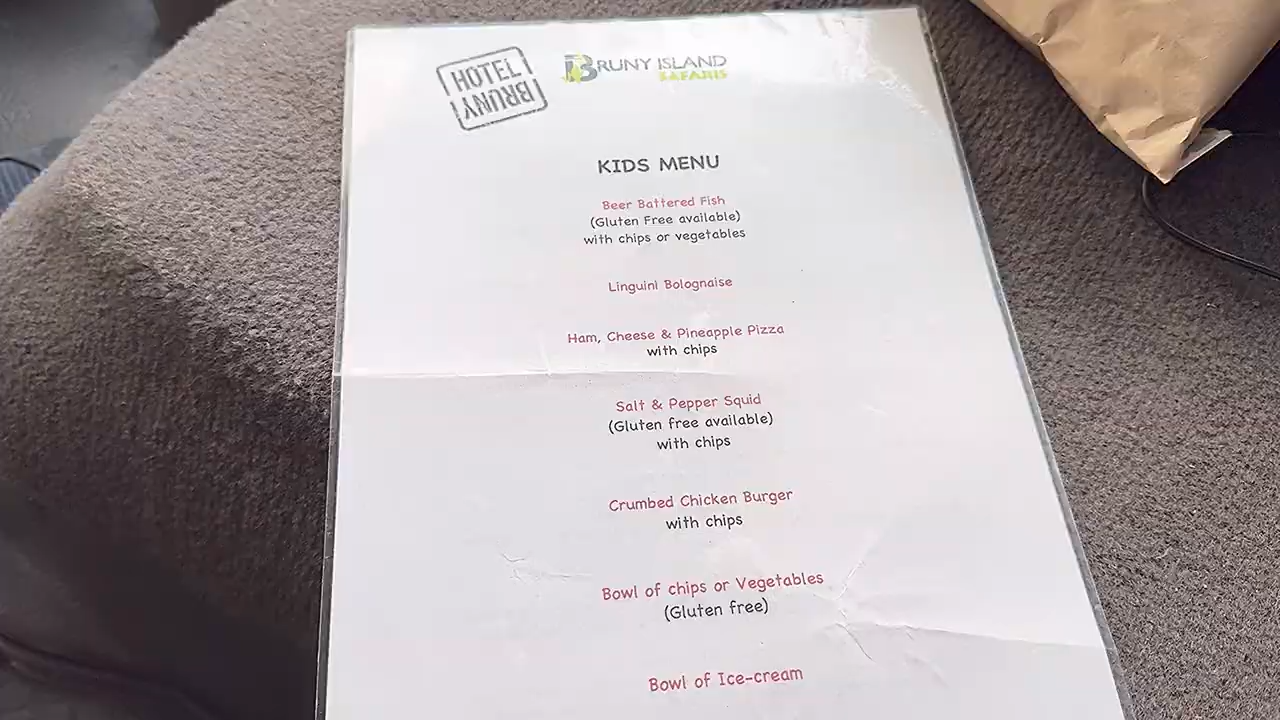 HOTEL
BRUNY
BRUNY ISLAND
SAFARIS
KIDS MENU
Beer Battered Fish
(Gluten Free available)
with chips or vegetables
Linguini Bolognaise
Ham, Cheese & Pineapple Pizza
with chips
Salt & Pepper Squid
(Gluten free available)
with chips
Crumbed Chicken Burger
with chips
Bowl of chips or Vegetables
(Gluten free)
Bowl of Ice-cream